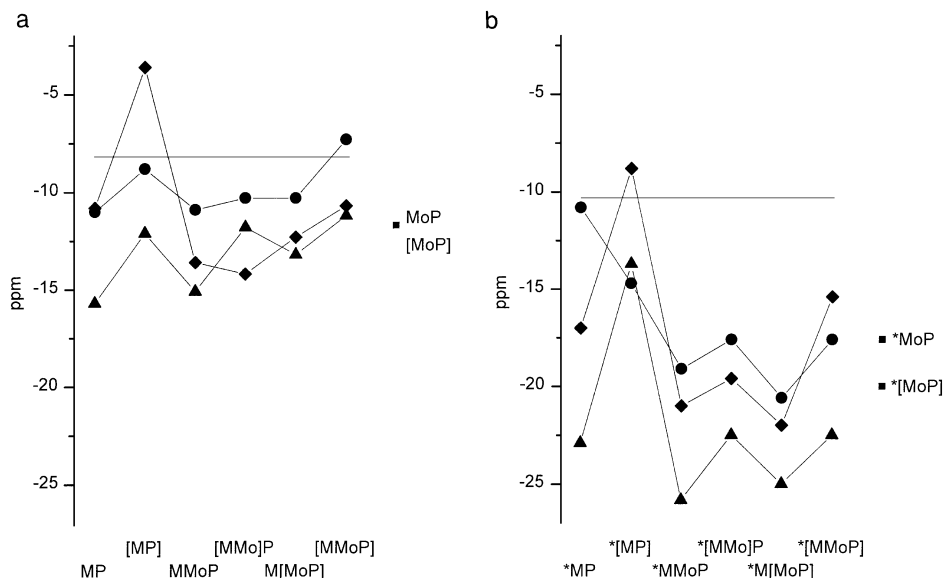 a
-5
-10
-15
-20
-25
ppm
MoP
[MoP]
[MP]
[MMo]P
[MMoP]
MP
MMoP
M[MoP]
b
-5
-10
-15
-20
-25
ppm
*MoP
*[MoP]
*[MP]
*[MMo]P
*[MMoP]
*MP
*MMoP
*M[MoP]